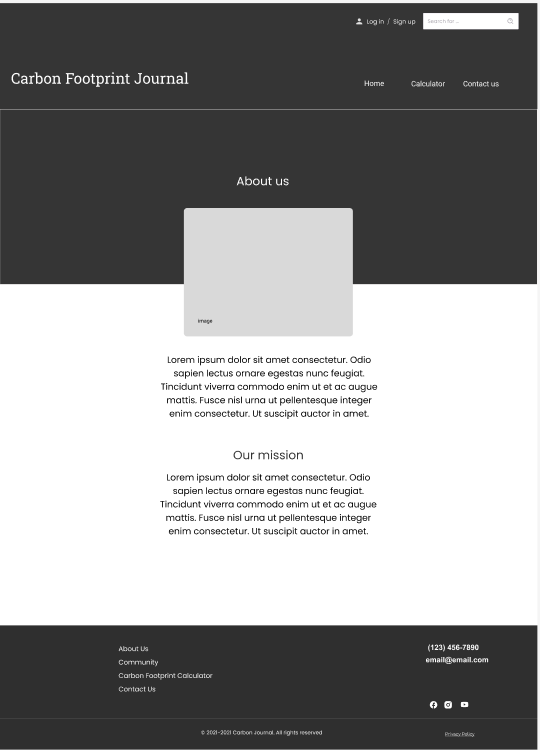 Log in / Sign up
Search for ...
Carbon Footprint Journal
Home
Calculator
Contact us
About us
image
Lorem ipsum dolor sit amet consectetur. Odio
sapien lectus ornare egestas nunc feugiat.
Tincidunt viverra commodo enim ut et ac augue
mattis. Fusce nisl urna ut pellentesque integer
enim consectetur. Ut suscipit auctor in amet.
Our mission
Lorem ipsum dolor sit amet consectetur. Odio
sapien lectus ornare egestas nunc feugiat.
Tincidunt viverra commodo enim ut et ac augue
mattis. Fusce nisl urna ut pellentesque integer
enim consectetur. Ut suscipit auctor in amet.
About Us
Community
Carbon Footprint Calculator
Contact Us
(123) 456-7890
email@email.com
© 2021-2021 Carbon Journal. All rights reserved
Privacy Policy